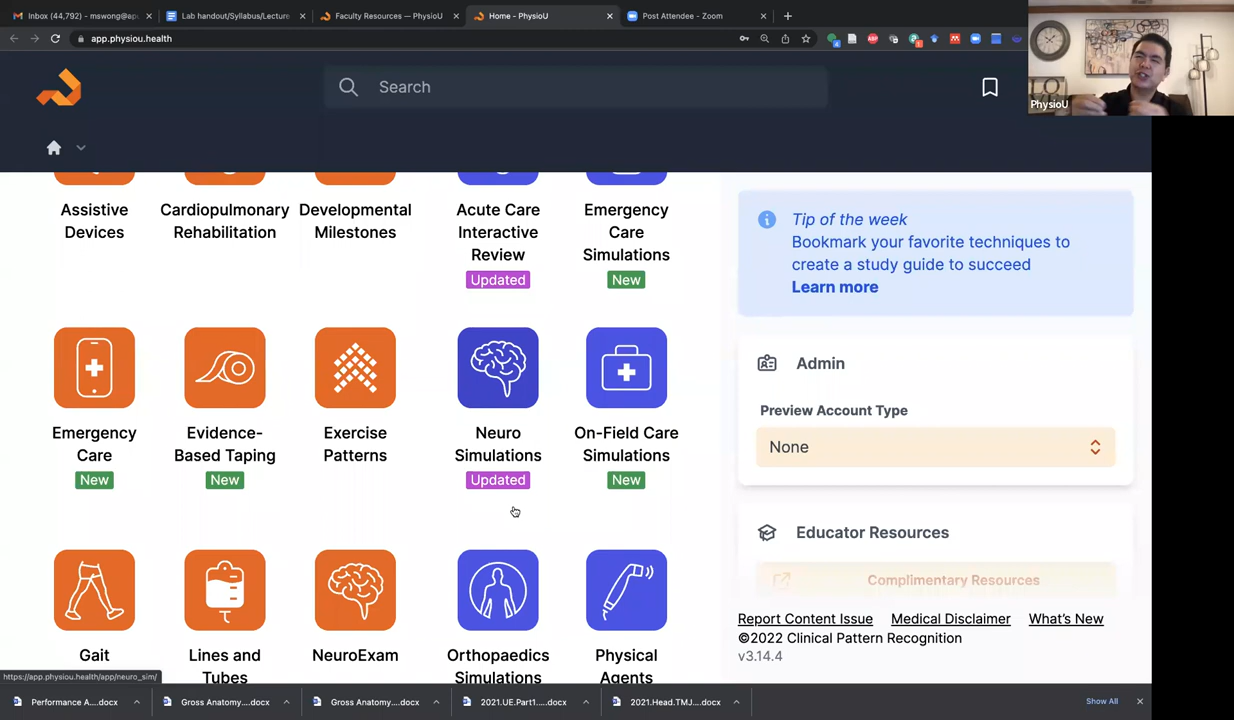 Inbox (44,792) - mswong@ap
Lab handout/Syllabus/Lecture
Faculty Resources — PhysioU
Home - PhysioU
Post Attendee - Zoom
app.physiou.health
Search
PhysioU
Assistive
Devices
Cardiopulmonary
Rehabilitation
Developmental
Milestones
Acute Care
Interactive
Review
Updated
Emergency
Care
Simulations
New
Tip of the week
Bookmark your favorite techniques to
create a study guide to succeed
Learn more
Emergency
Care
New
Evidence-
Based Taping
New
Exercise
Patterns
Neuro
Simulations
Updated
On-Field Care
Simulations
New
Admin
Preview Account Type
None
Educator Resources
Complimentary Resources
Gait
Lines and
Tubes
NeuroExam
Orthopaedics
Simulations
Physical
Agents
Report Content Issue
Medical Disclaimer
What's New
©2022 Clinical Pattern Recognition
v3.14.4
https://app.physiou.health/app/neuro_sim/
Performance A....docx
Gross Anatomy....docx
Gross Anatomy....docx
2021.UE.Part1.....docx
2021.Head.TMJ....docx
Show All